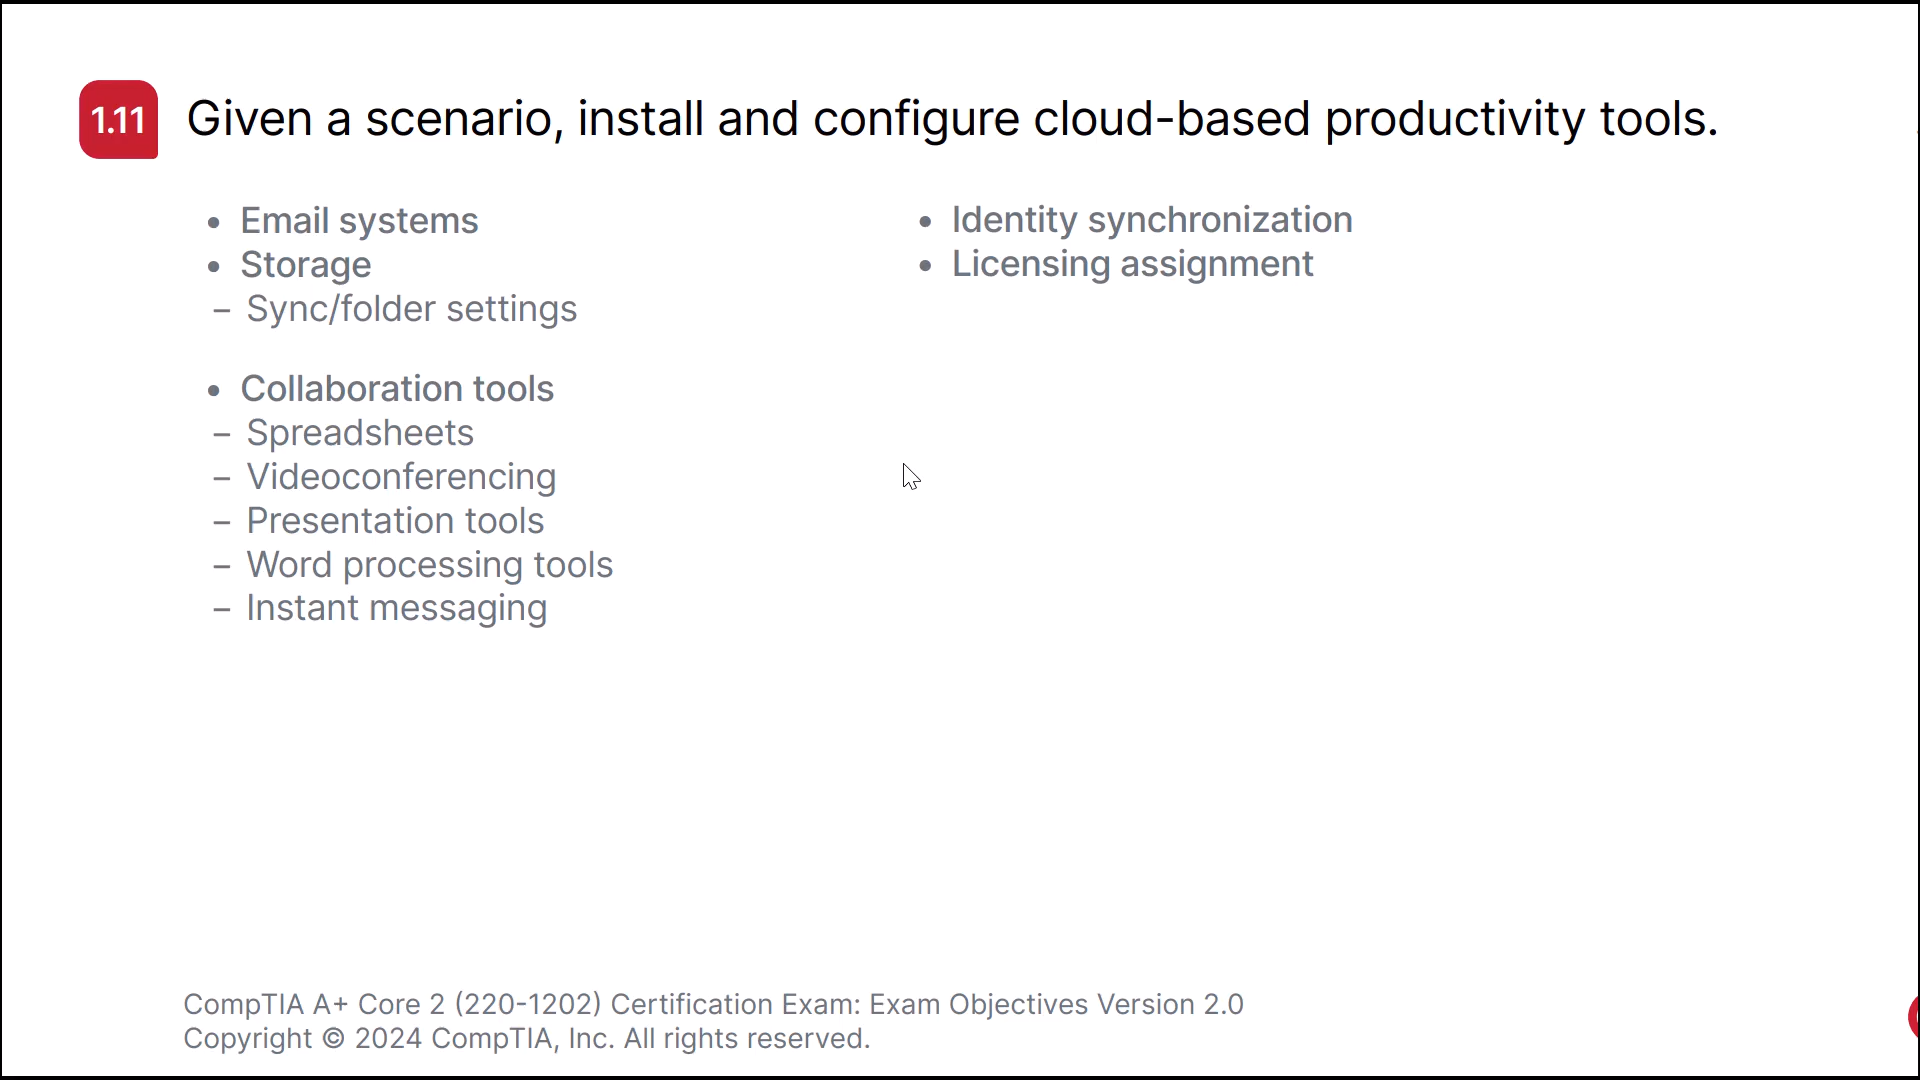 1.11 Given a scenario, install and configure cloud-based productivity tools.
• Email systems
• Storage
– Sync/folder settings
• Collaboration tools
– Spreadsheets
– Videoconferencing
– Presentation tools
– Word processing tools
– Instant messaging
• Identity synchronization
• Licensing assignment
CompTIA A+ Core 2 (220-1202) Certification Exam: Exam Objectives Version 2.0
Copyright © 2024 CompTIA, Inc. All rights reserved.